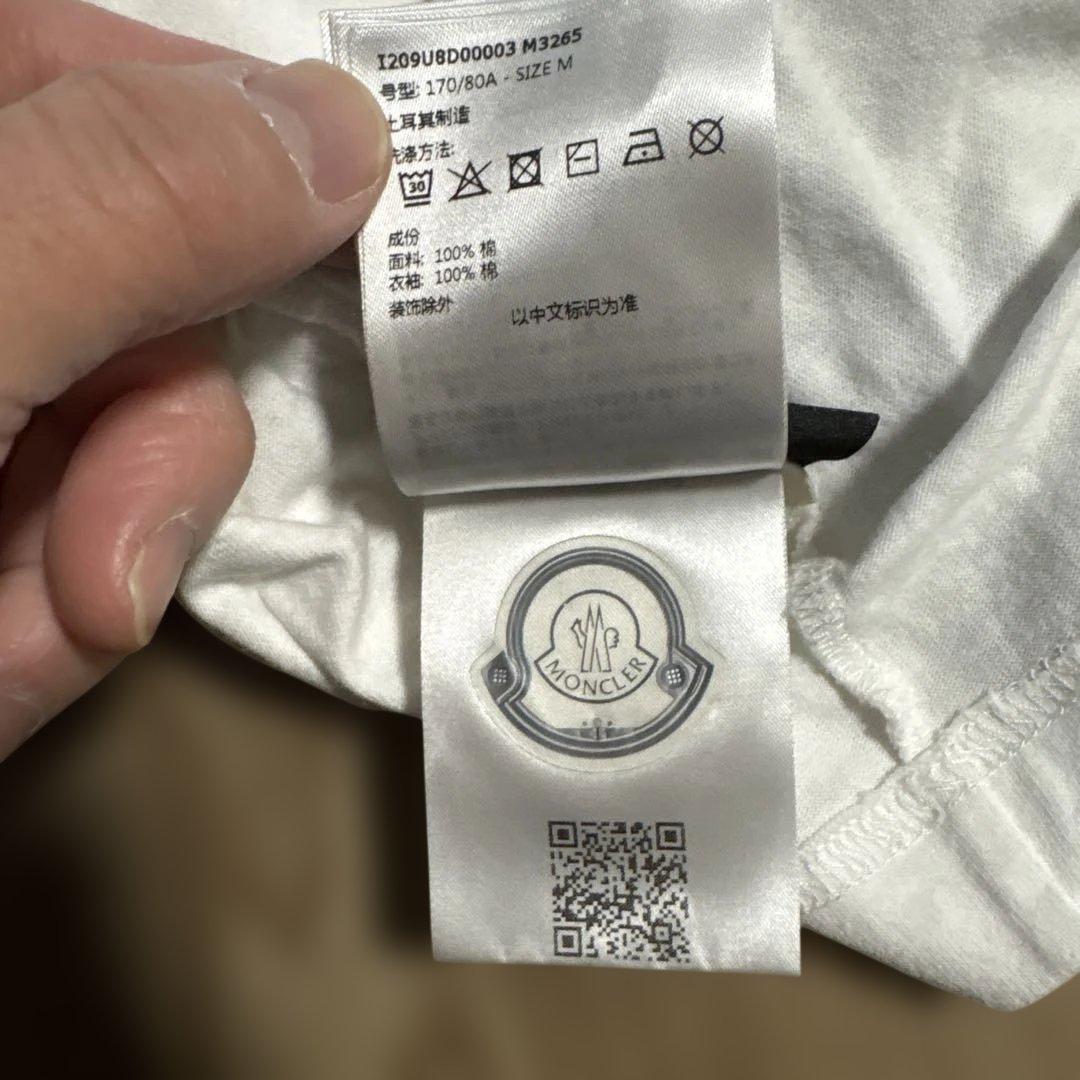 I209U8D00003 M3265
号型: 170/80A - SIZE M
土耳其制造
洗涤方法:
30
成份
面料: 100% 棉
衣袖: 100% 棉
装饰除外
以中文标识为准
MONCLER